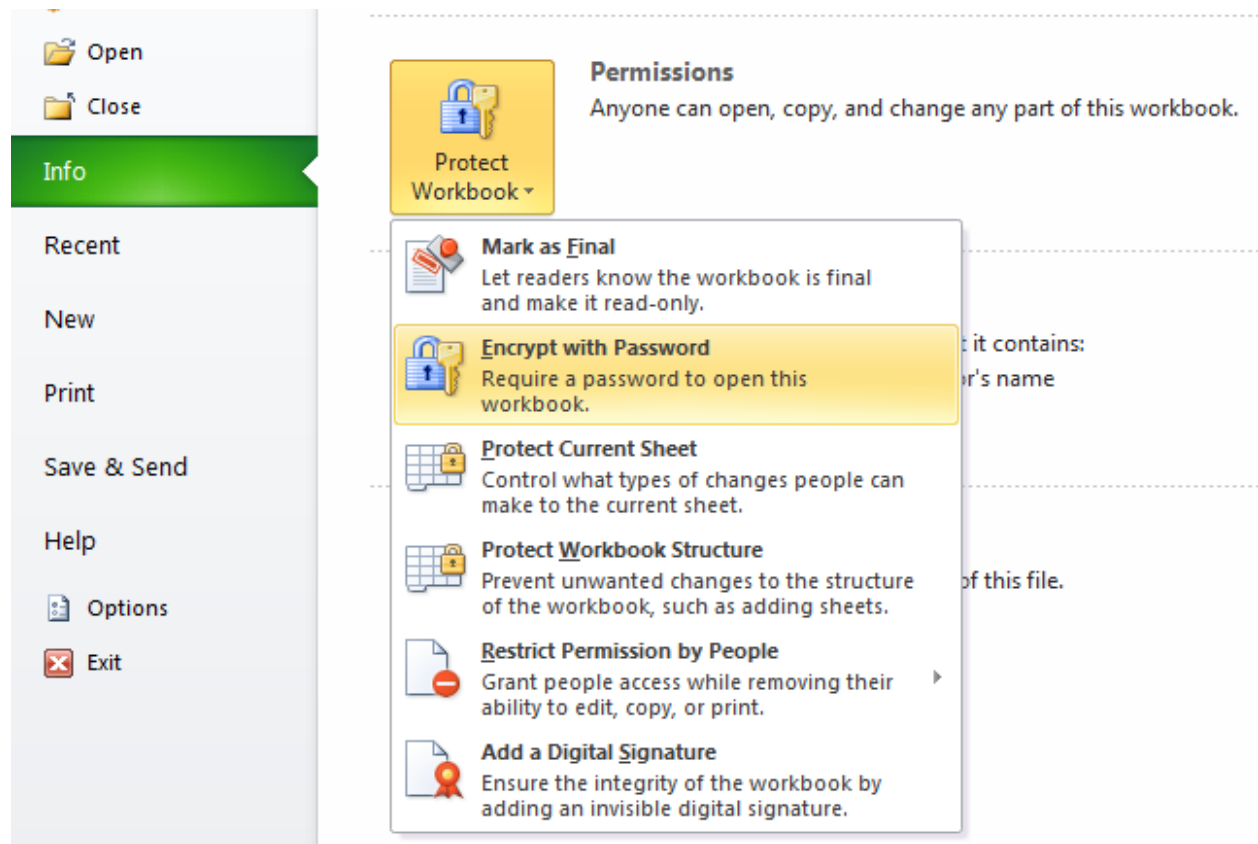 Open
Close
Info
Recent
New
Print
Save & Send
Help
Options
Exit
Protect
Workbook
Permissions
Anyone can open, copy, and change any part of this workbook.
Mark as Final
Let readers know the workbook is final
and make it read-only.
Encrypt with Password
Require a password to open this
workbook.
Protect Current Sheet
Control what types of changes people can
make to the current sheet.
Protect Workbook Structure
Prevent unwanted changes to the structure
of the workbook, such as adding sheets.
Restrict Permission by People
Grant people access while removing their
ability to edit, copy, or print.
Add a Digital Signature
Ensure the integrity of the workbook by
adding an invisible digital signature.
it contains:
r's name
of this file.